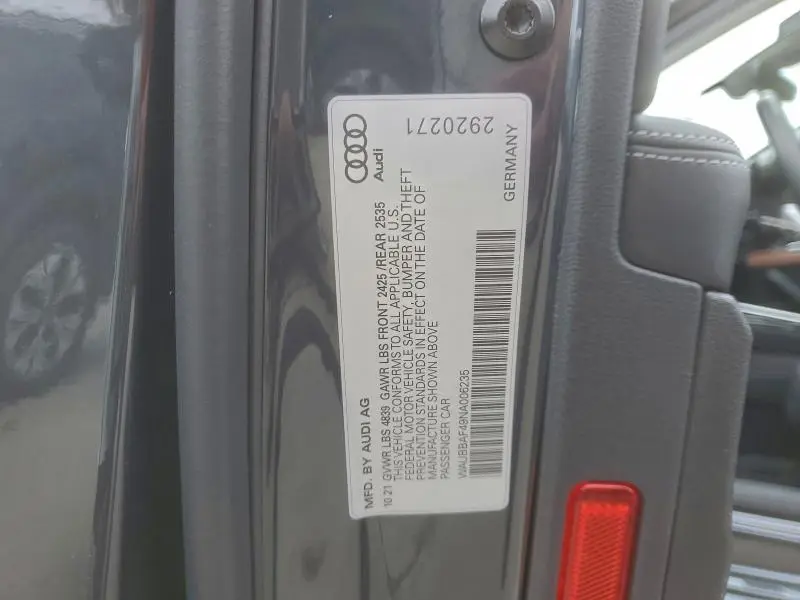 MFD. BY AUDI AG
Audi
10.21 GVWR LBS 4839 GAWR LBS FRONT 2425 /REAR 2535
THIS VEHICLE CONFORMS TO ALL APPLICABLE U.S.
FEDERAL MOTOR VEHICLE SAFETY, BUMPER AND THEFT
PREVENTION STANDARDS IN EFFECT ON THE DATE OF
MANUFACTURE SHOWN ABOVE
PASSENGER CAR
WAUBBAF49NA006235
GERMANY
2920271